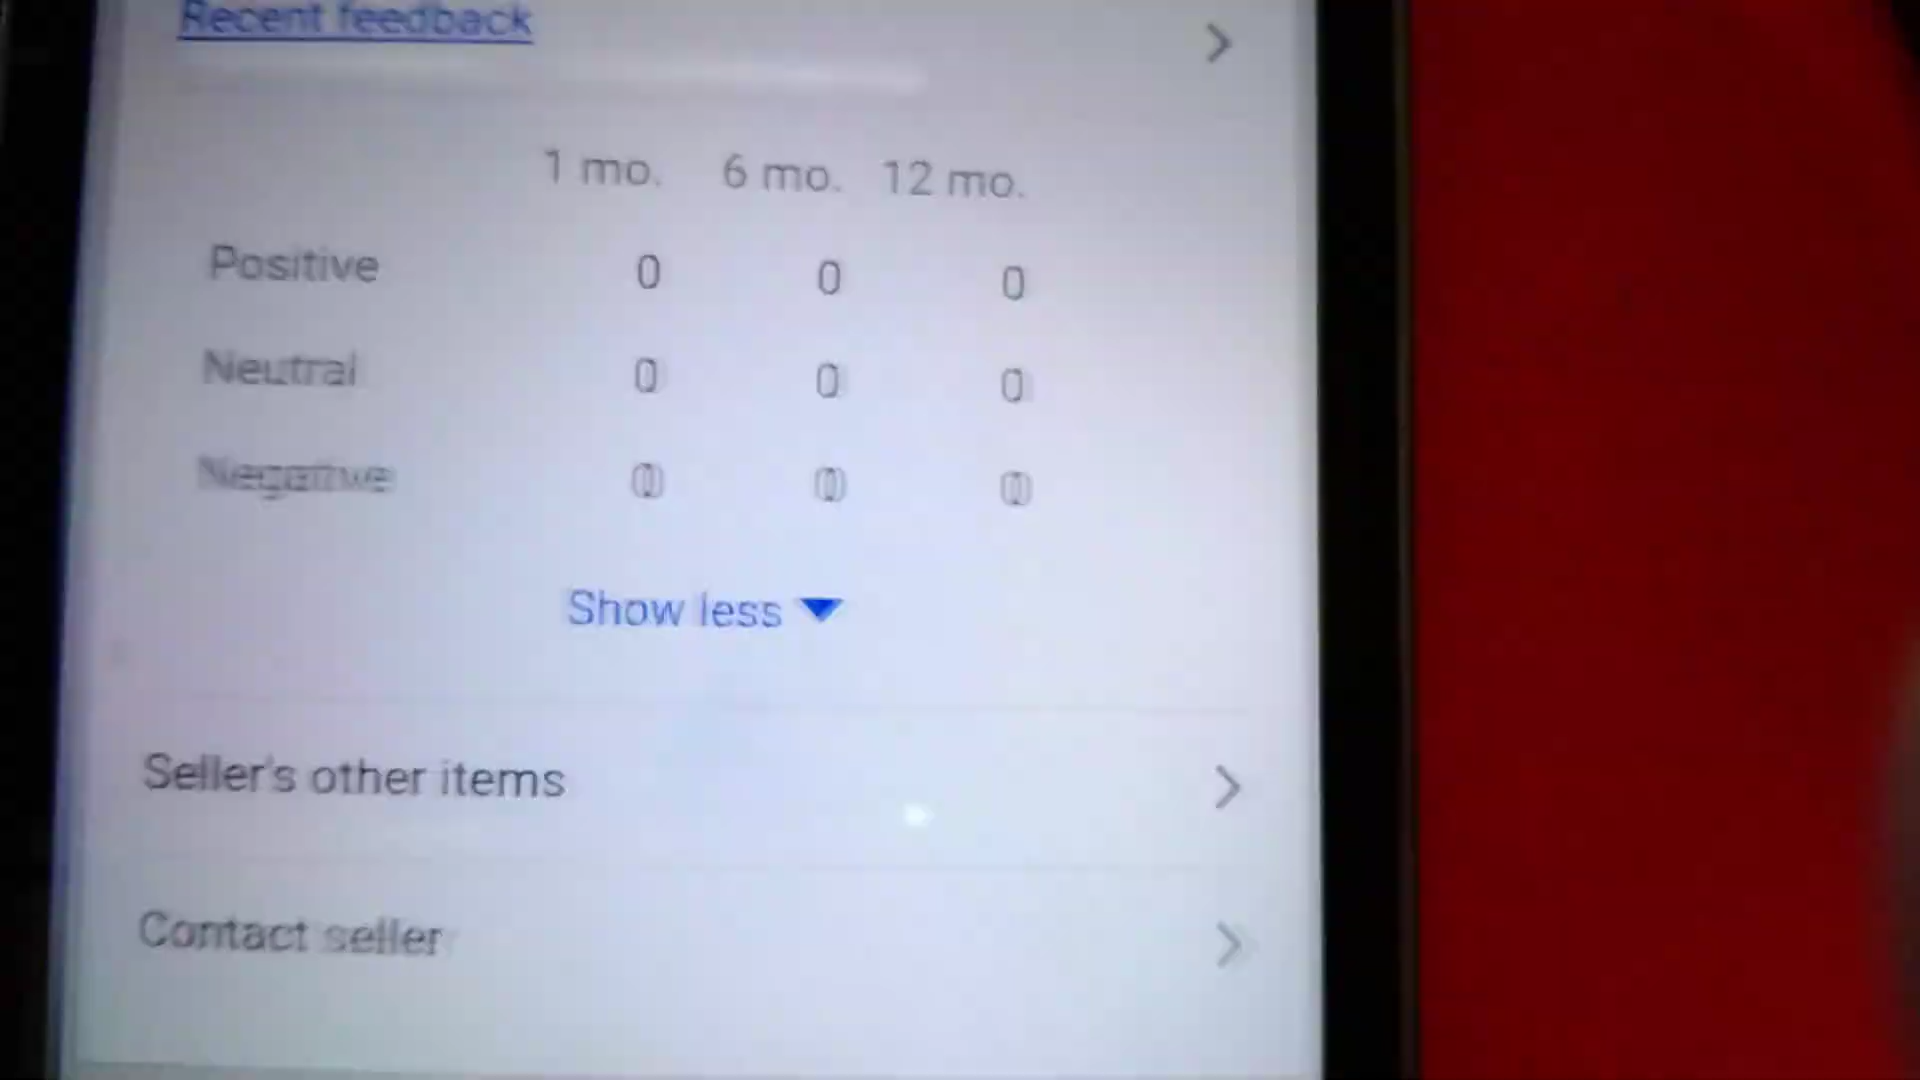 Recent feedback
1 mo. 6 mo. 12 mo.
Positive 0 0 0
Neutral 0 0 0
Negative 0 0 0
Show less
Seller's other items
Contact seller